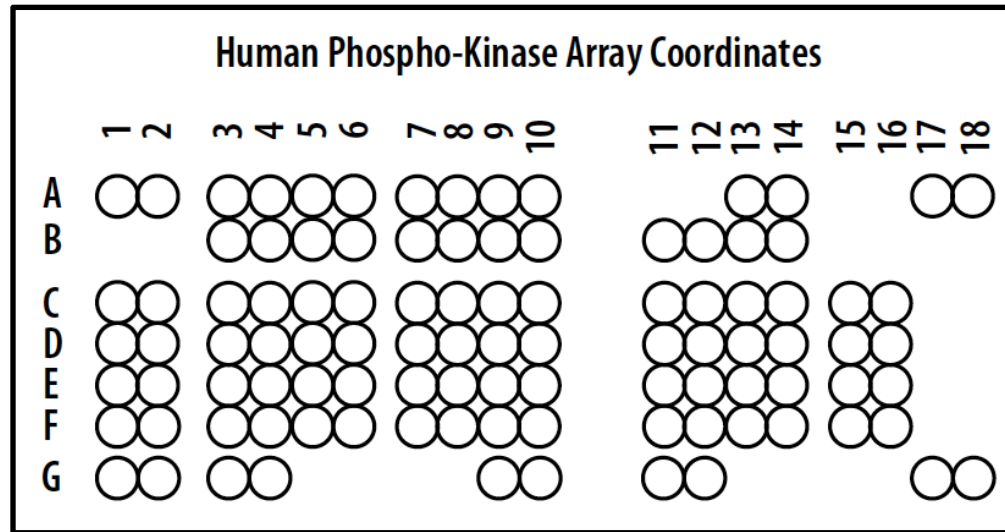 Human Phospho-Kinase Array Coordinates
1 2 3 4 5 6 7 8 9 10 11 12 13 14 15 16 17 18
A
B
C
D
E
F
G